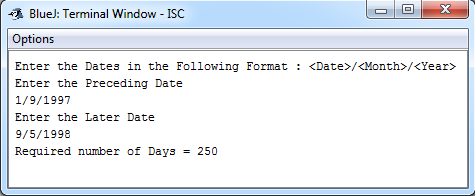 BlueJ: Terminal Window - ISC
Options
Enter the Dates in the Following Format : <Date>/<Month>/<Year>
Enter the Preceding Date
1/9/1997
Enter the Later Date
9/5/1998
Required number of Days = 250